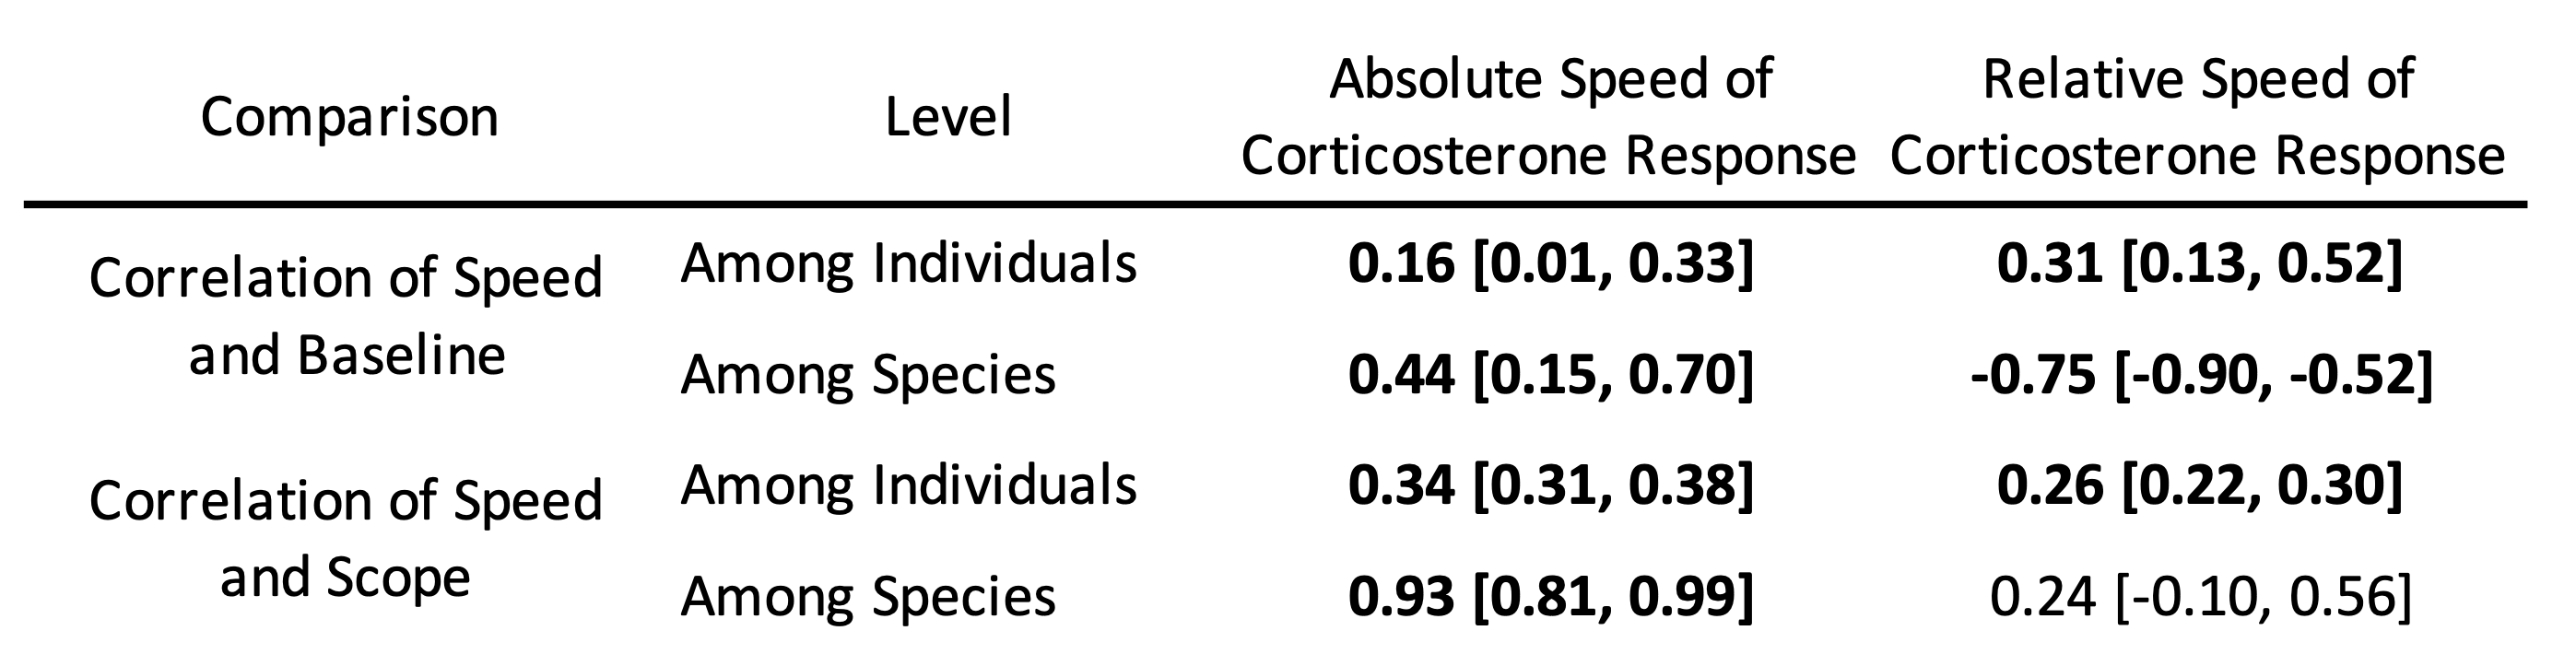 Comparison
Level
Absolute Speed of
Corticosterone Response
Relative Speed of
Corticosterone Response
Correlation of Speed
and Baseline
Among Individuals
0.16 [0.01, 0.33]
0.31 [0.13, 0.52]
Among Species
0.44 [0.15, 0.70]
-0.75 [-0.90, -0.52]
Correlation of Speed
and Scope
Among Individuals
0.34 [0.31, 0.38]
0.26 [0.22, 0.30]
Among Species
0.93 [0.81, 0.99]
0.24 [-0.10, 0.56]